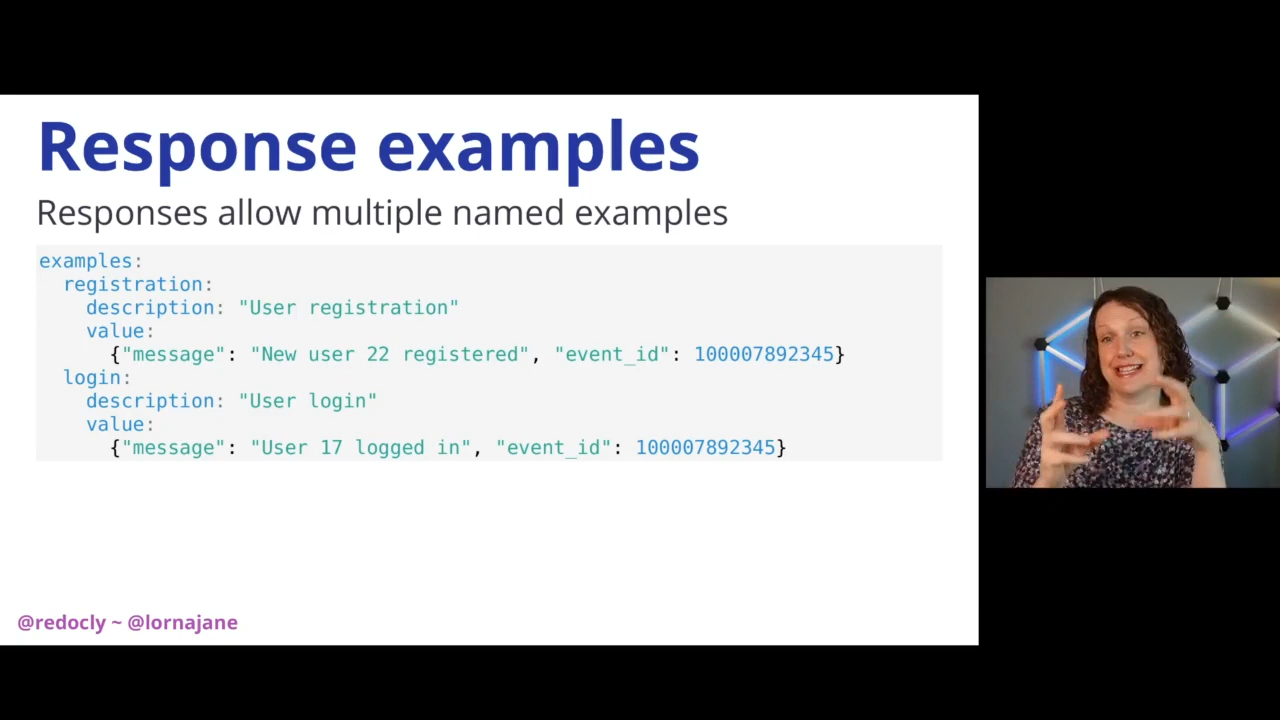 Response examples
Responses allow multiple named examples
examples:
  registration:
    description: "User registration"
    value:
      {"message": "New user 22 registered", "event_id": 100007892345}
  login:
    description: "User login"
    value:
      {"message": "User 17 logged in", "event_id": 100007892345}
@redocly ~ @lornajane